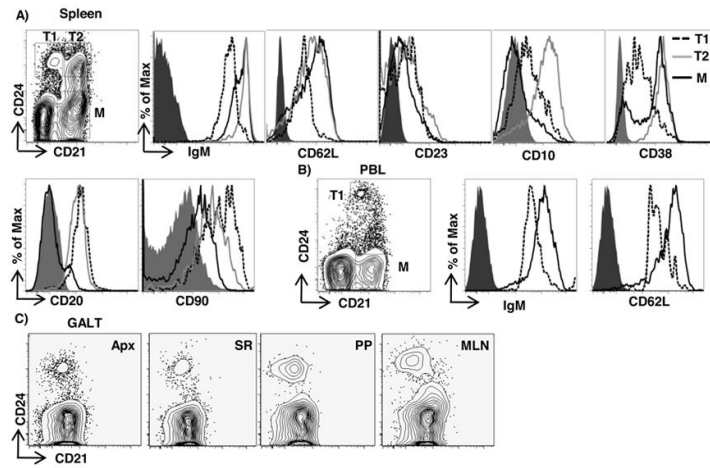 A) Spleen
T1 T2
M
CD24
CD21
% of Max
IgM
CD62L
CD23
CD10
CD38
T1
T2
M
% of Max
CD20
CD90
B) PBL
T1
M
CD24
CD21
% of Max
IgM
CD62L
C) GALT
Apx
SR
PP
MLN
CD24
CD21